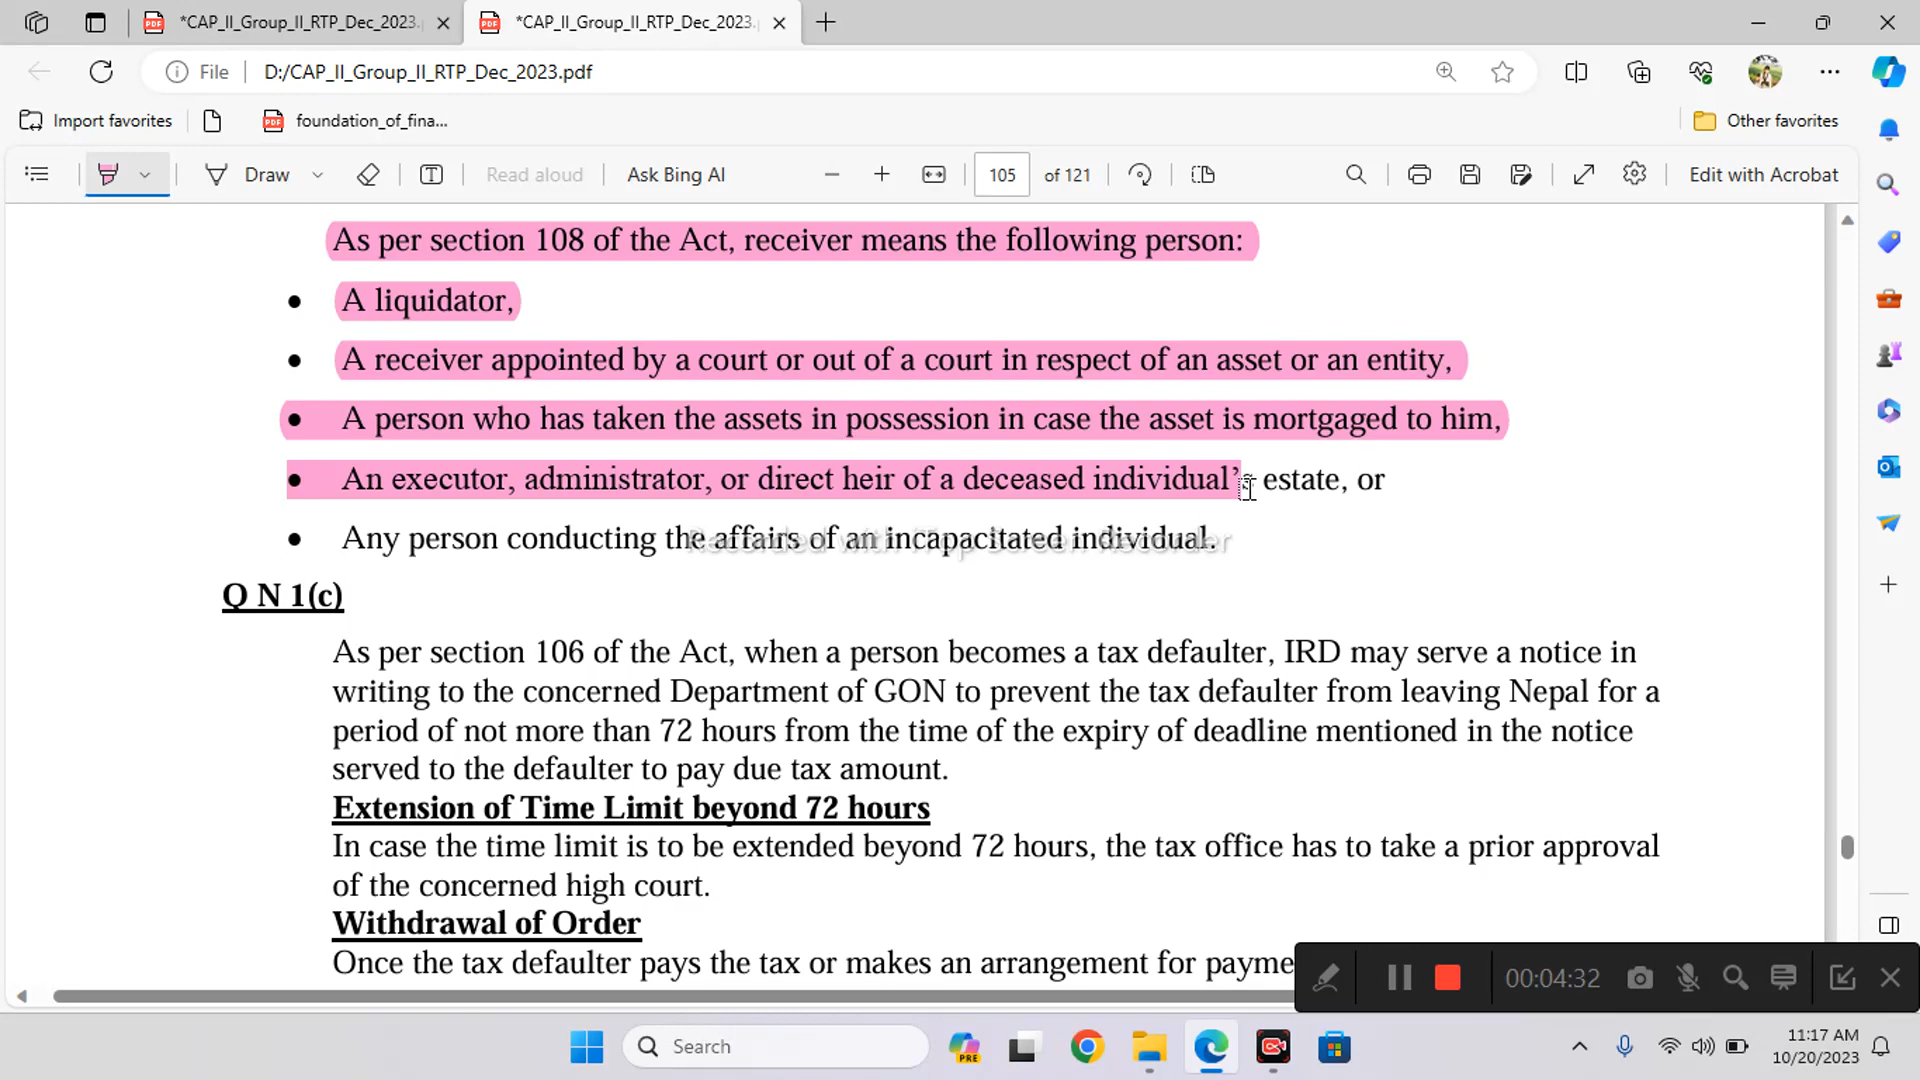 *CAP_II_Group_II_RTP_Dec_2023.
*CAP_II_Group_II_RTP_Dec_2023.
File
D:/CAP_II_Group_II_RTP_Dec_2023.pdf
Import favorites
foundation_of_fina...
Other favorites
Draw
Read aloud
Ask Bing AI
105
of 121
Edit with Acrobat
As per section 108 of the Act, receiver means the following person:
• A liquidator,
• A receiver appointed by a court or out of a court in respect of an asset or an entity,
• A person who has taken the assets in possession in case the asset is mortgaged to him,
• An executor, administrator, or direct heir of a deceased individual's estate, or
• Any person conducting the affairs of an incapacitated individual.
Recorded with iTop Screen Recorder
Q N 1(c)
As per section 106 of the Act, when a person becomes a tax defaulter, IRD may serve a notice in
writing to the concerned Department of GON to prevent the tax defaulter from leaving Nepal for a
period of not more than 72 hours from the time of the expiry of deadline mentioned in the notice
served to the defaulter to pay due tax amount.
Extension of Time Limit beyond 72 hours
In case the time limit is to be extended beyond 72 hours, the tax office has to take a prior approval
of the concerned high court.
Withdrawal of Order
Once the tax defaulter pays the tax or makes an arrangement for payme
00:04:32
Search
PRE
11:17 AM
10/20/2023